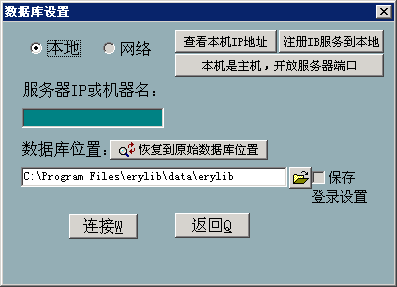 数据库设置
本地 网络 查看本机IP地址 注册IB服务到本地
本机是主机，开放服务器端口
服务器IP或机器名：
数据库位置： 恢复到原始数据库位置
C:\Program Files\erylib\data\erylib 保存
登录设置
连接W 返回Q